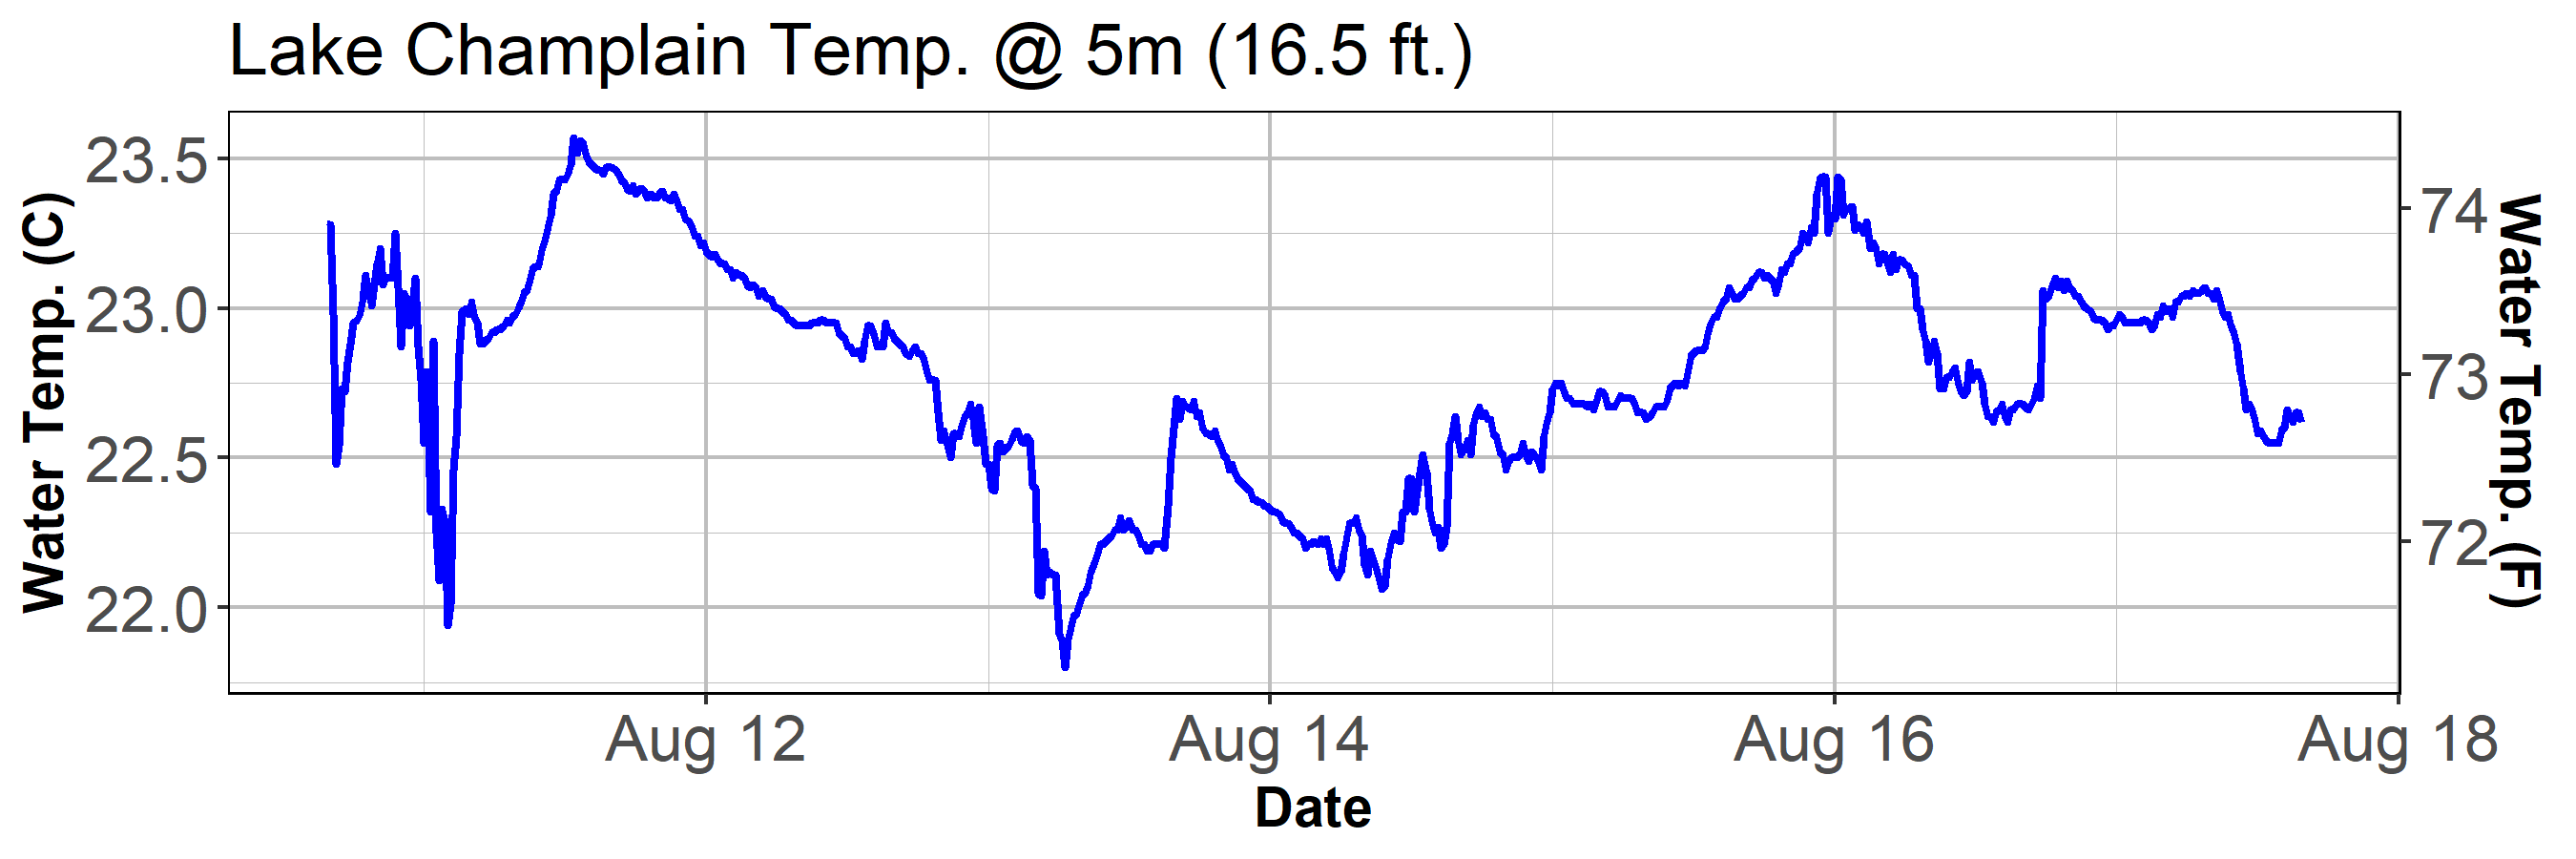 Lake Champlain Temp. @ 5m (16.5 ft.)
Water Temp. (C)
23.5
23.0
22.5
22.0
74
73
72
Water Temp. (F)
Aug 12
Aug 14
Aug 16
Aug 18
Date